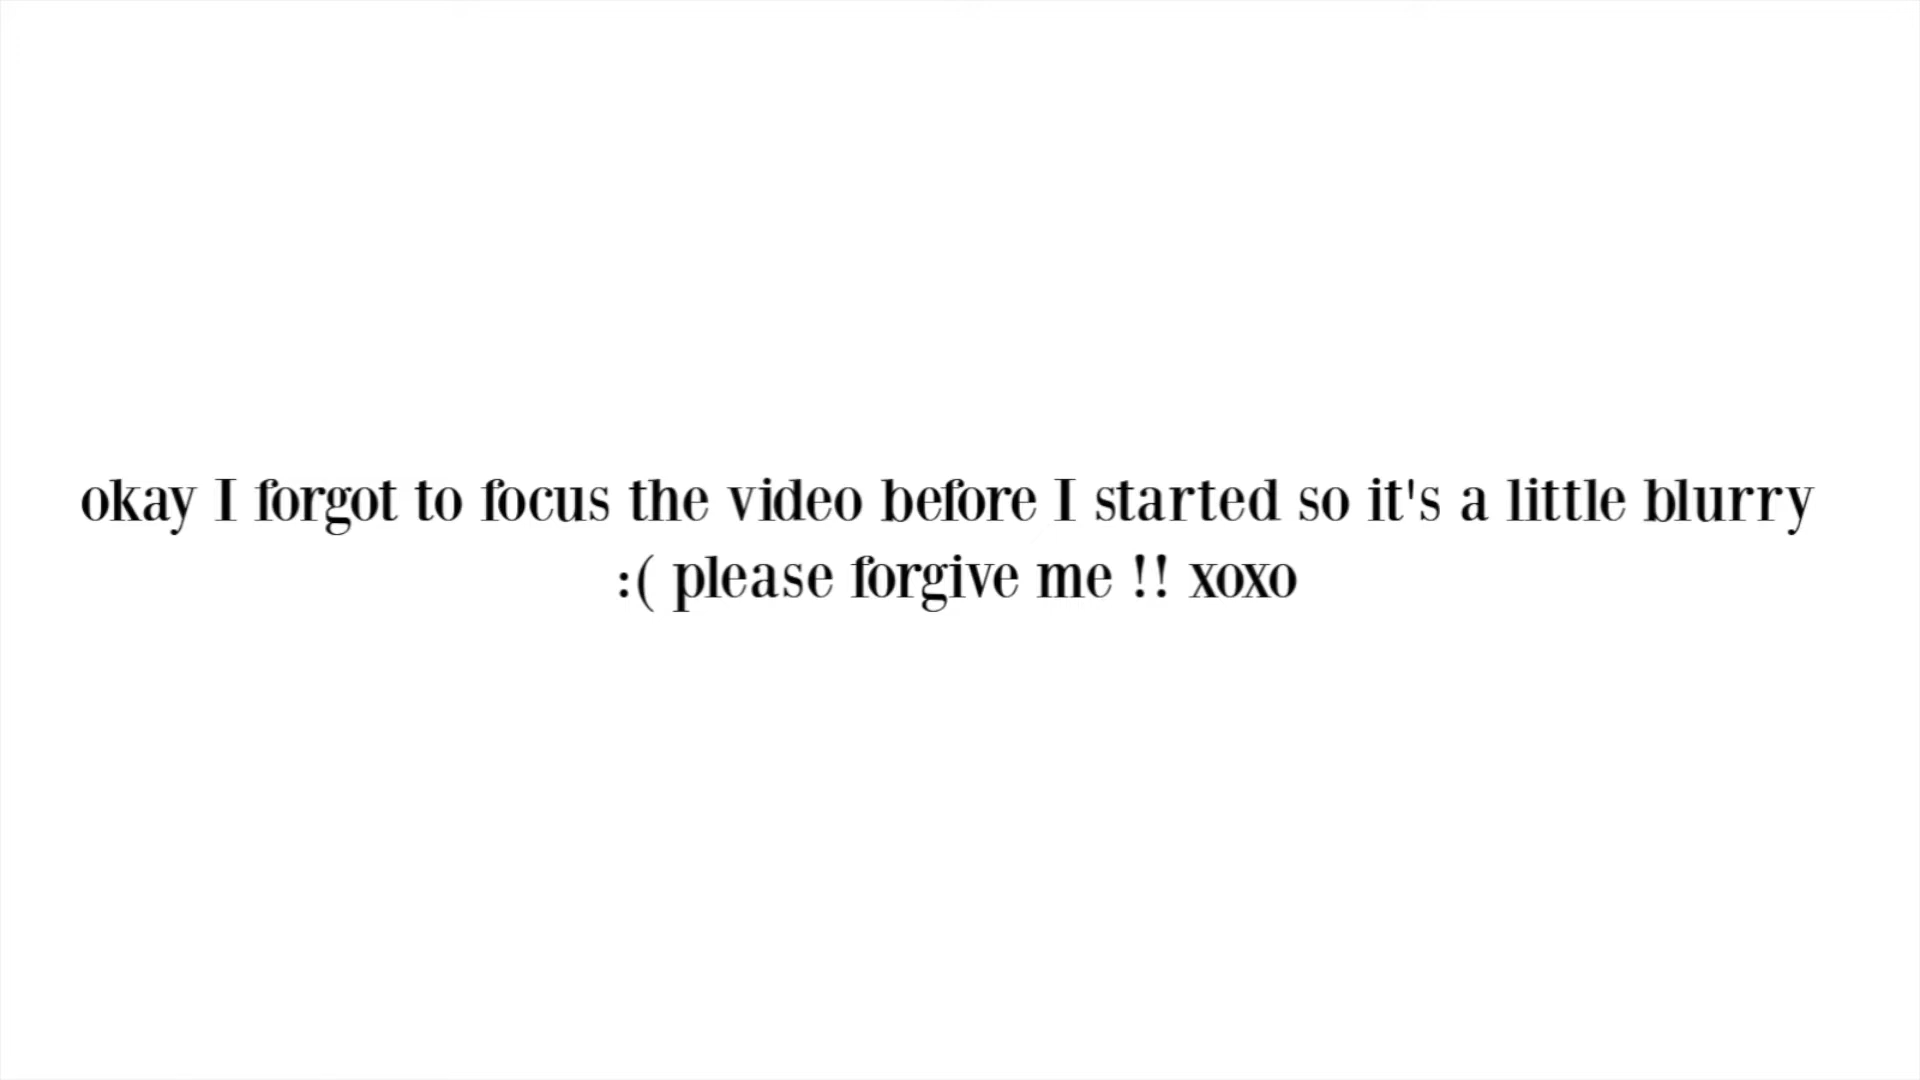 okay I forgot to focus the video before I started so it's a little blurry
:( please forgive me !! xoxo